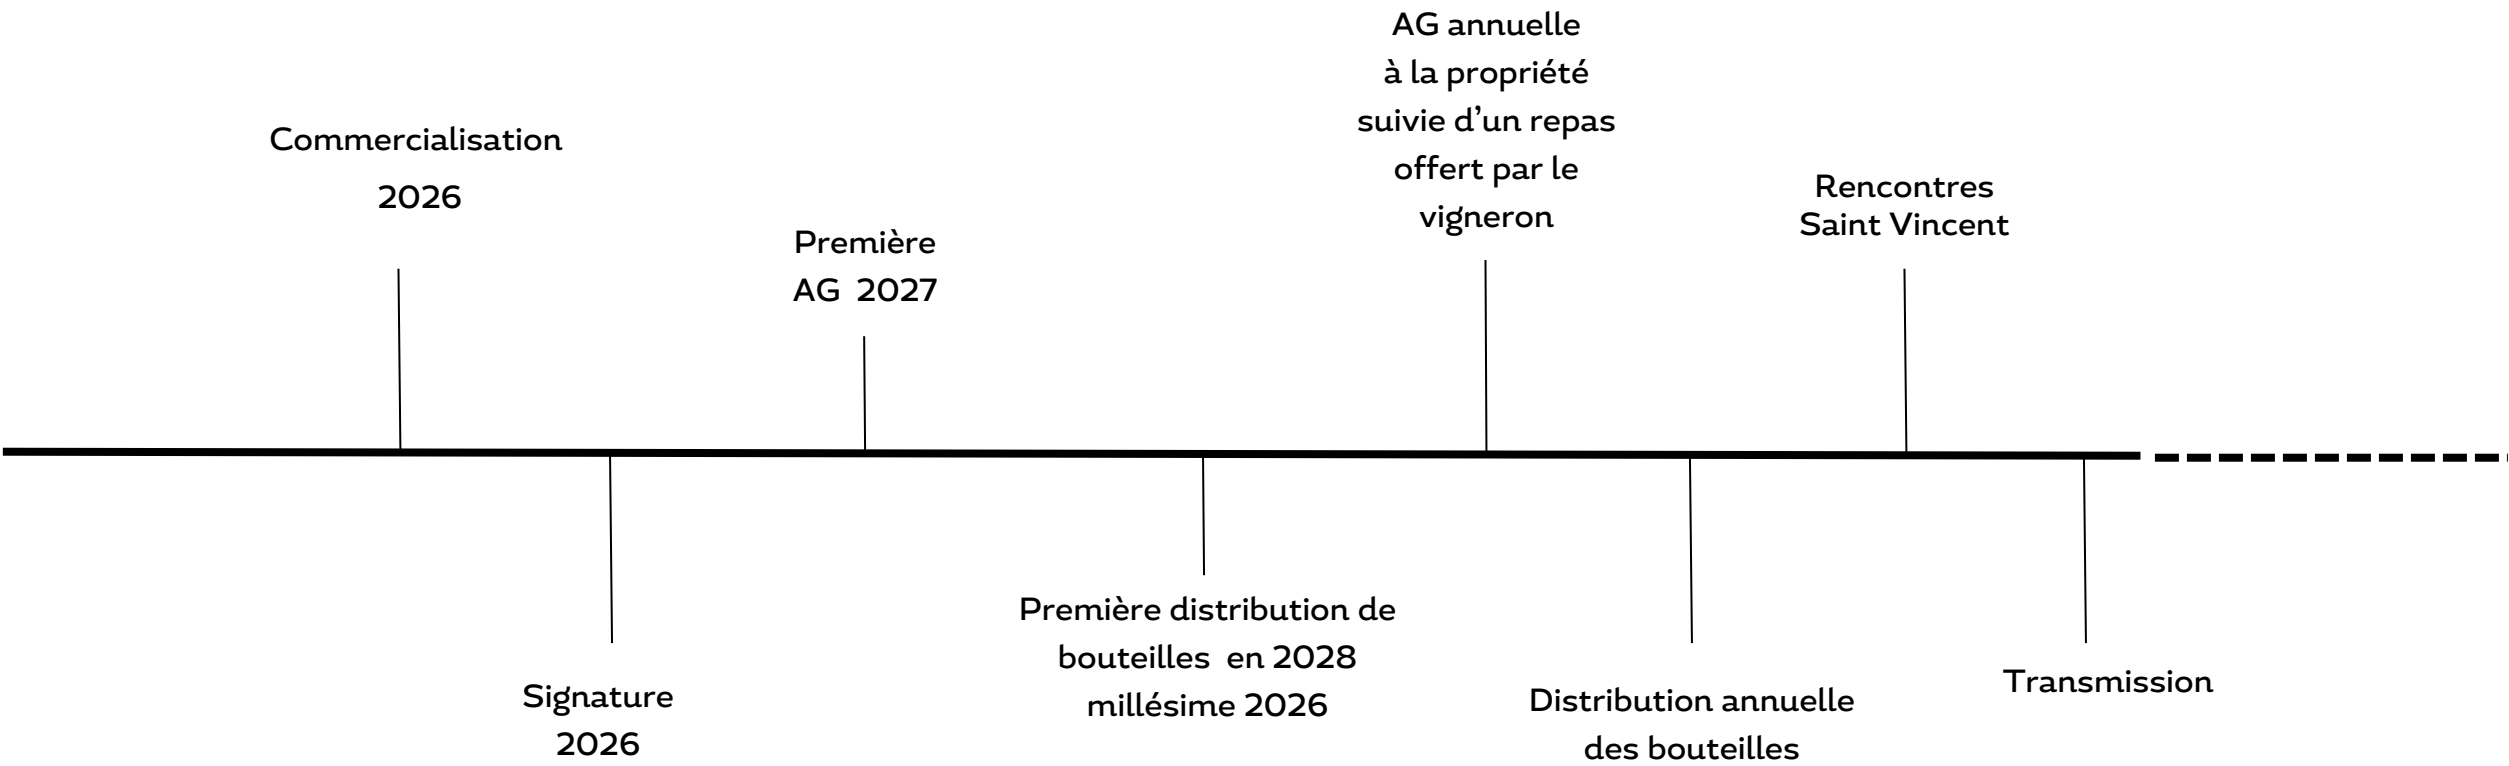 Commercialisation
2026
Signature
2026
Première
AG  2027
Première distribution de
bouteilles  en 2028
millésime 2026
AG annuelle
à la propriété
suivie d’un repas
offert par le
vigneron
Distribution annuelle
des bouteilles
Rencontres
Saint Vincent
Transmission